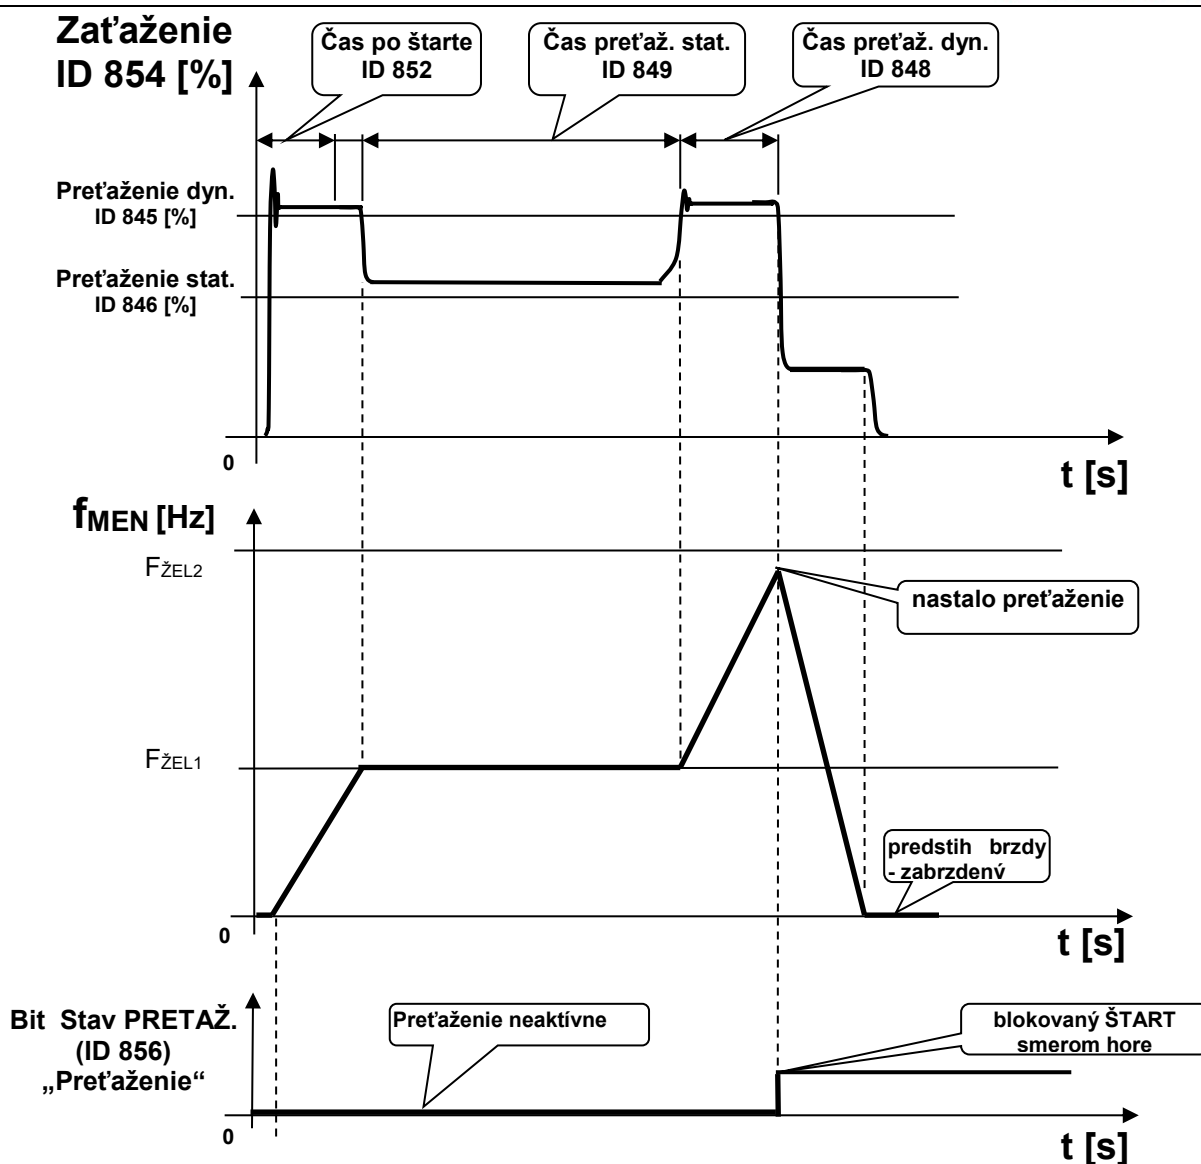 Zaťaženie
ID 854 [%]
Čas po štarte
ID 852
Čas preťaž. stat.
ID 849
Čas preťaž. dyn.
ID 848
Preťaženie dyn.
ID 845 [%]
Preťaženie stat.
ID 846 [%]
0
t [s]
fMEN [Hz]
FŽEL2
nastalo preťaženie
FŽEL1
predstih brzdy
- zabrzdený
0
t [s]
Bit Stav PRETAŽ.
(ID 856)
„Preťaženie“
Preťaženie neaktívne
blokovaný ŠTART
smerom hore
0
t [s]